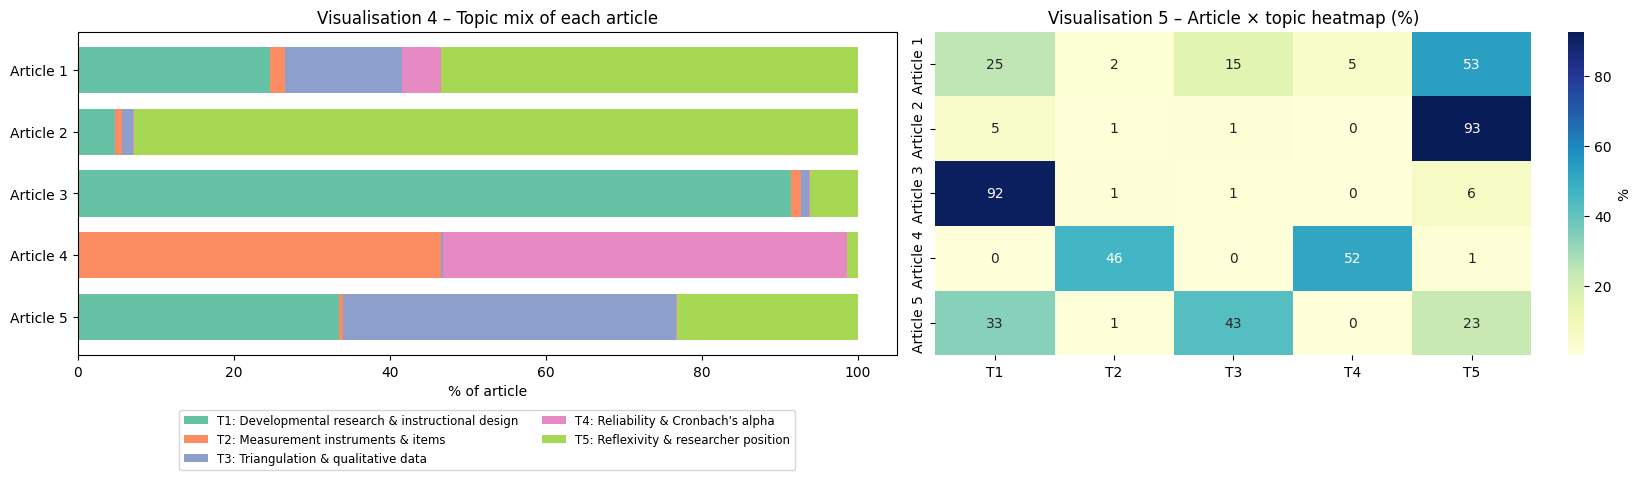 Visualisation 4 – Topic mix of each article
Article 1
Article 2
Article 3
Article 4
Article 5
0 20 40 60 80 100
% of article
T1: Developmental research & instructional design
T2: Measurement instruments & items
T3: Triangulation & qualitative data
T4: Reliability & Cronbach's alpha
T5: Reflexivity & researcher position
Visualisation 5 – Article × topic heatmap (%)
Article 1 25 2 15 5 53
Article 2 5 1 1 0 93
Article 3 92 1 1 0 6
Article 4 0 46 0 52 1
Article 5 33 1 43 0 23
T1 T2 T3 T4 T5
80
60
40
20
%